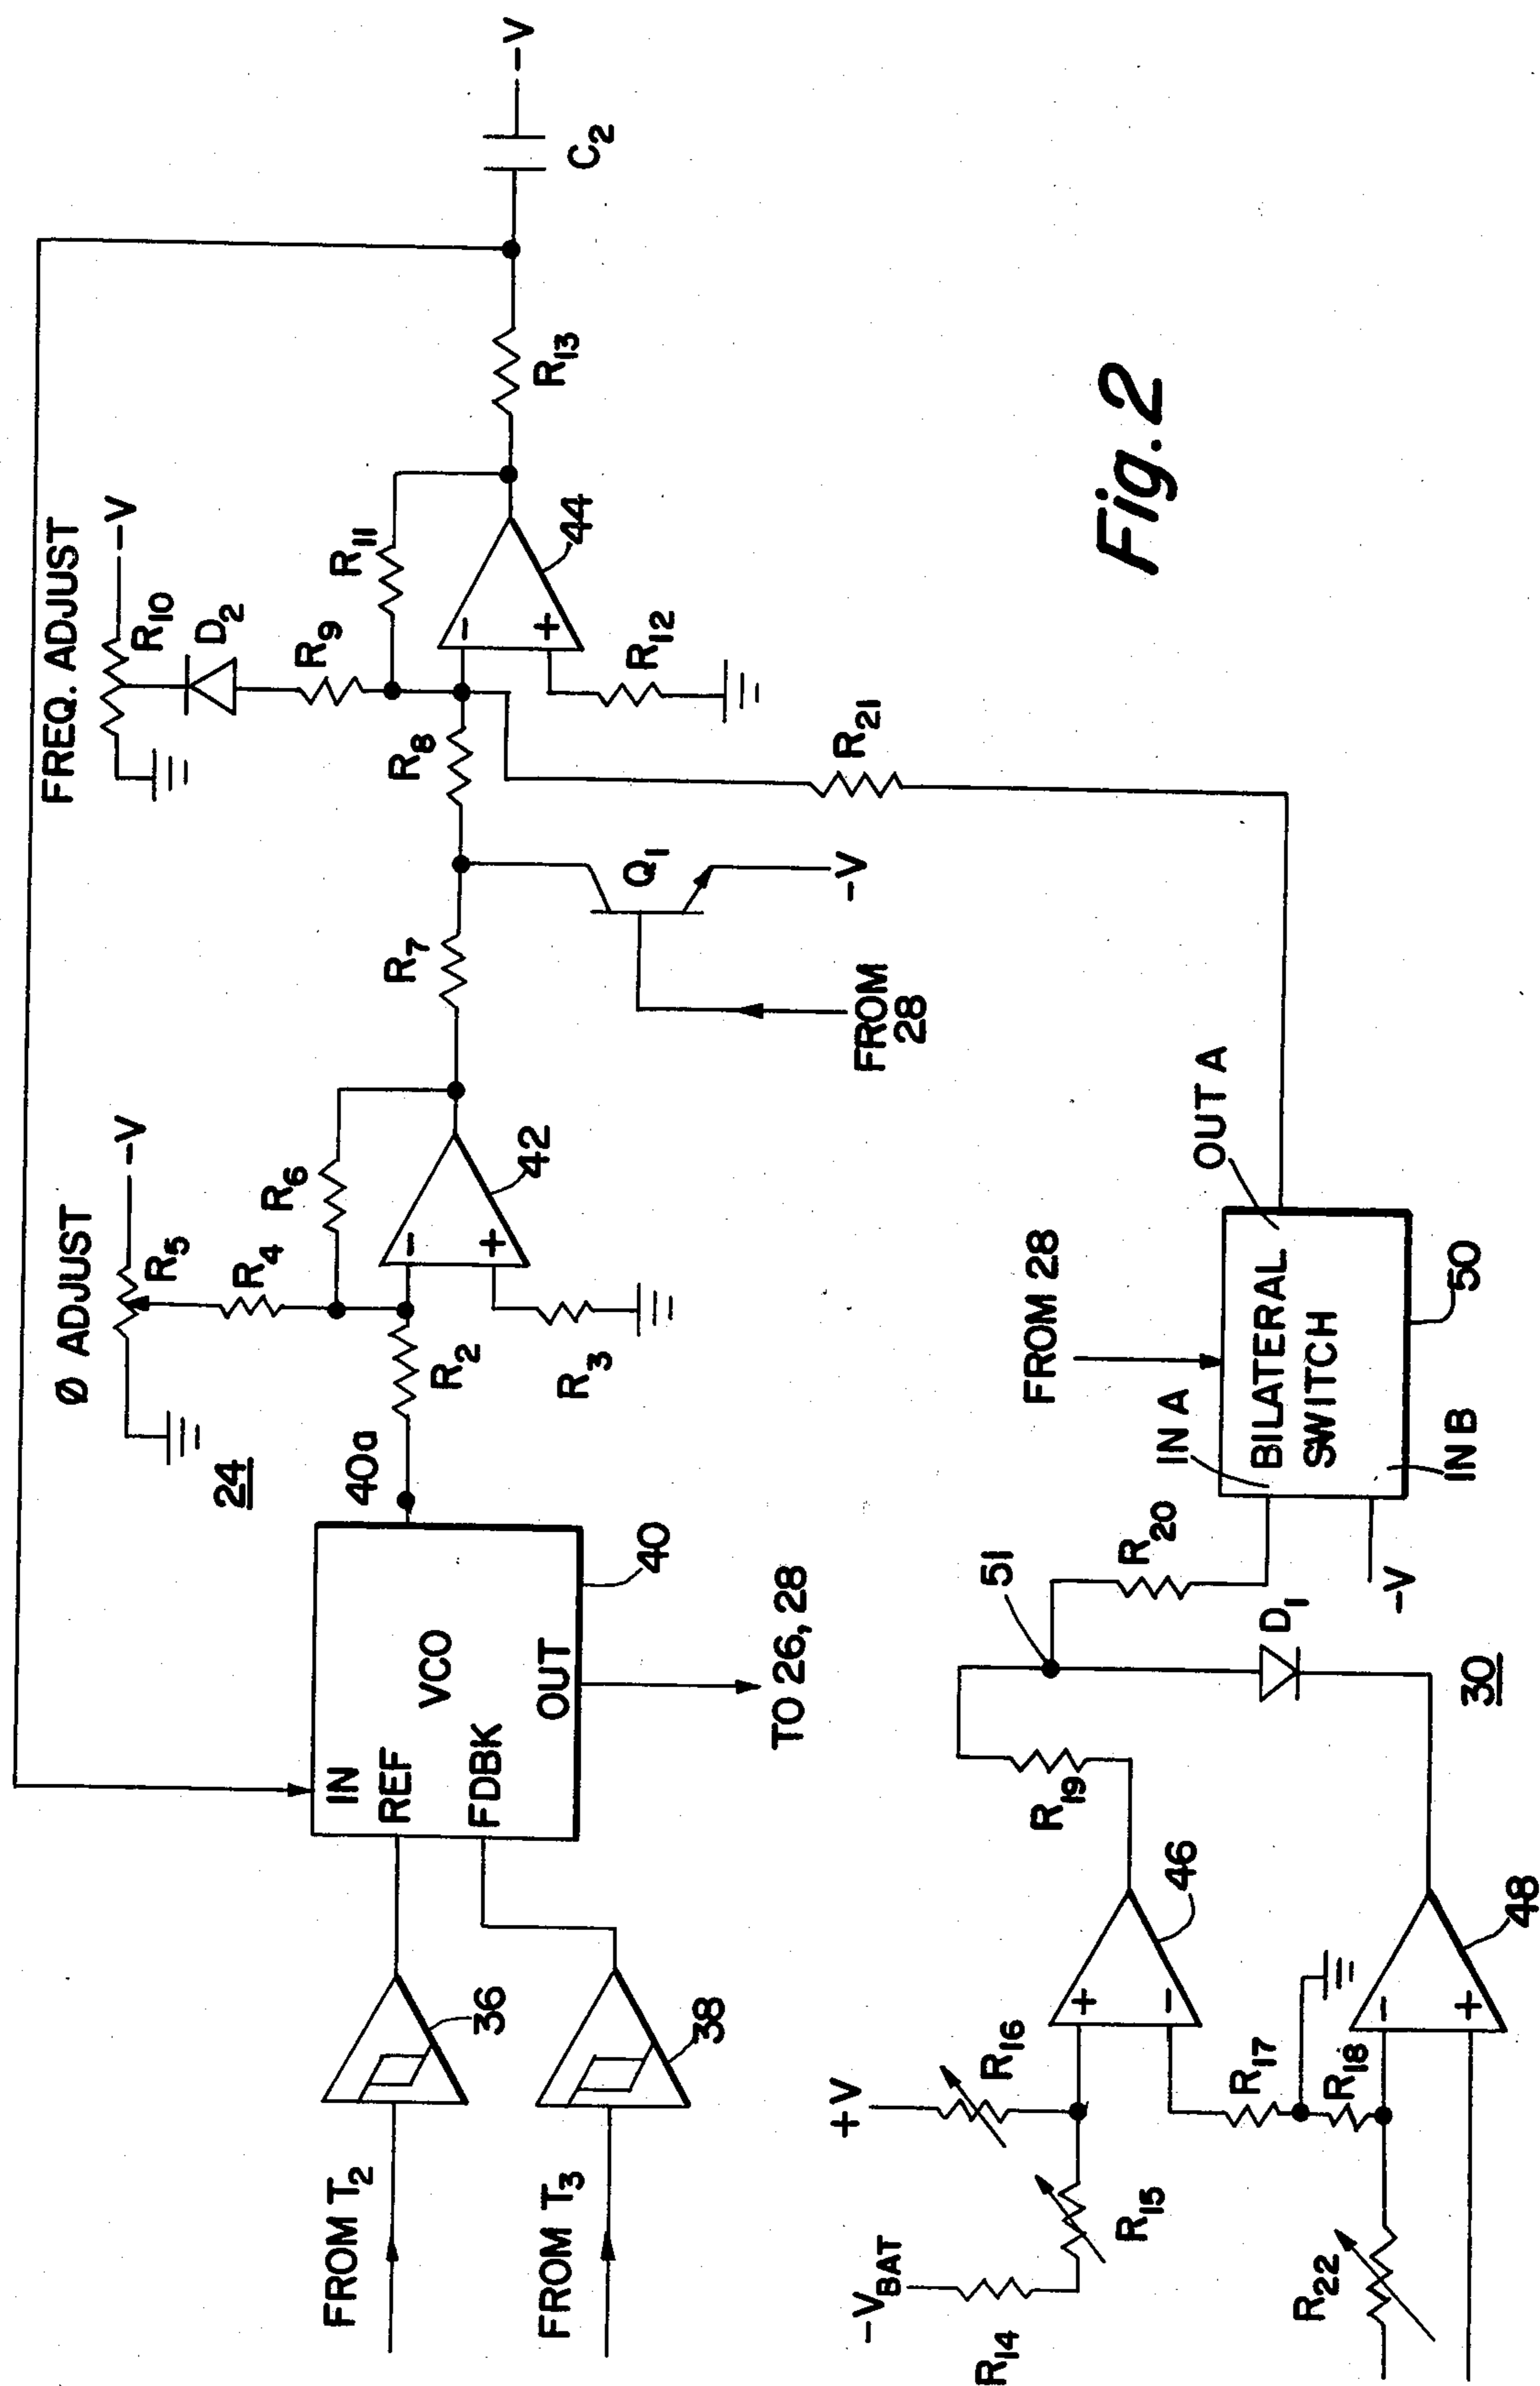 FREQ. ADJUST
-V
R10
D2
R9
R11
44
R13
C2
-V
R8
R12
R21
Ø ADJUST
-V
R5
R4
R6
42
R7
Q1
-V
FROM
28
24
40a
R2
R3
IN
REF
VCO
FDBK
OUT
40
TO 26, 28
FROM T2
36
FROM T3
38
Fig. 2
+V
R16
-VBAT
R14
R15
46
R17
R18
R22
48
R19
51
D1
R20
30
FROM 28
IN A
OUT A
BILATERAL
SWITCH
IN B
50
-V